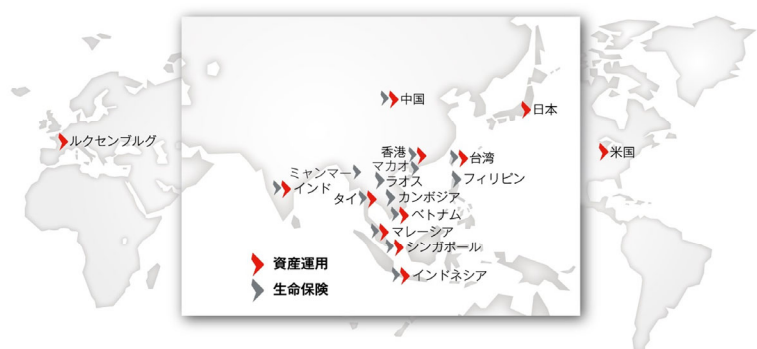 中国
日本
ルクセンブルグ
香港
台湾
米国
マカオ
ミャンマー
ラオス
フィリピン
インド
タイ
カンボジア
ベトナム
マレーシア
シンガポール
資産運用
インドネシア
生命保険